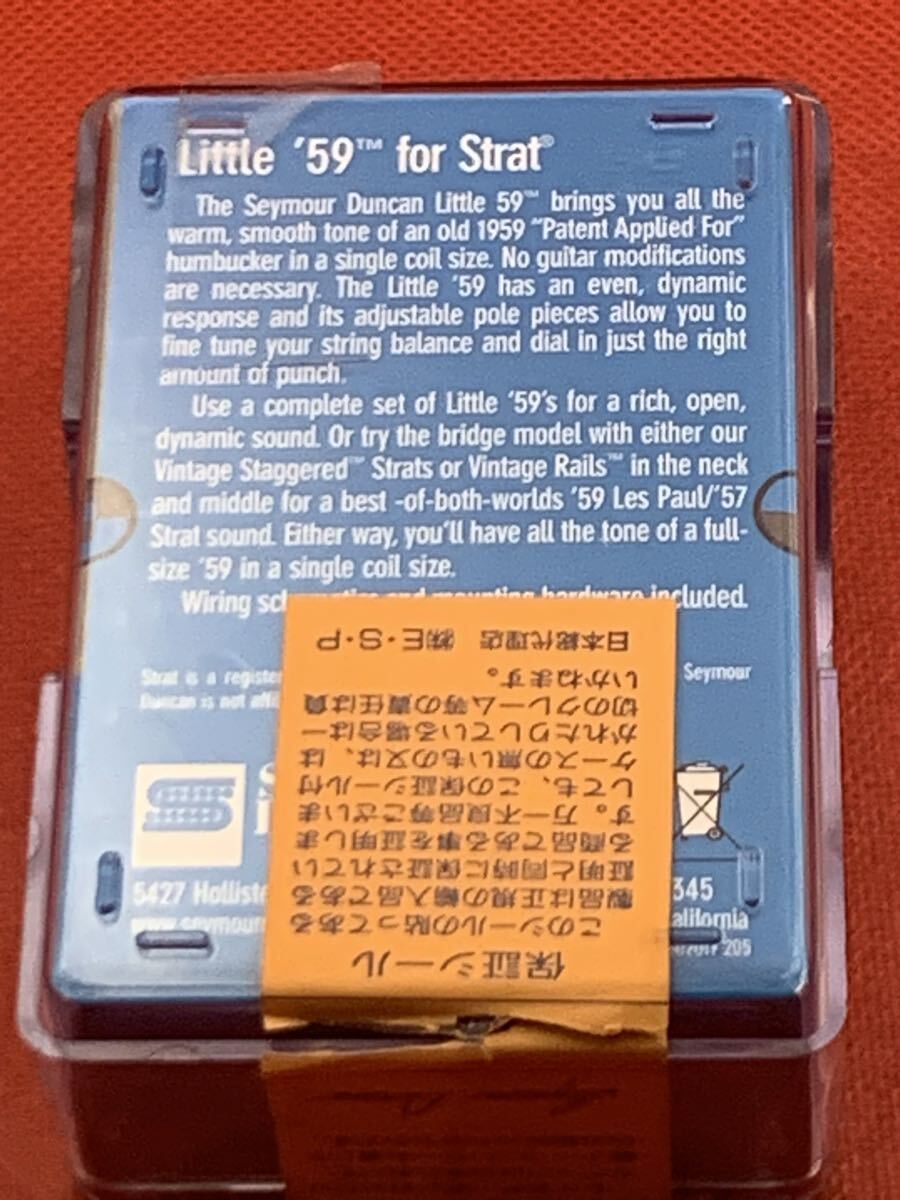 Little '59™ for Strat®
The Seymour Duncan Little 59™ brings you all the
warm, smooth tone of an old 1959 "Patent Applied For"
humbucker in a single coil size. No guitar modifications
are necessary. The Little '59 has an even, dynamic
response and its adjustable pole pieces allow you to
fine tune your string balance and dial in just the right
amount of punch.
Use a complete set of Little '59's for a rich, open,
dynamic sound. Or try the bridge model with either our
Vintage Staggered™ Strats or Vintage Rails™ in the neck
and middle for a best -of-both-worlds '59 Les Paul/'57
Strat sound. Either way, you'll have all the tone of a full-
size '59 in a single coil size.
Wiring and mounting hardware included.
Strat is a Seymour
Duncan is not
5427
345
205
保証シール
このシールの貼ってある
製品は正規の輸入品である
証明と同時に保証されてい
る商品である事を証明しま
す。万一不良品等ございま
しても、この保証シール付
ケースの無いもの又は、は
がれたりしている場合は一
切のクレーム等の責任は負
いかねます。
日本総代理店 ㈱E・S・P